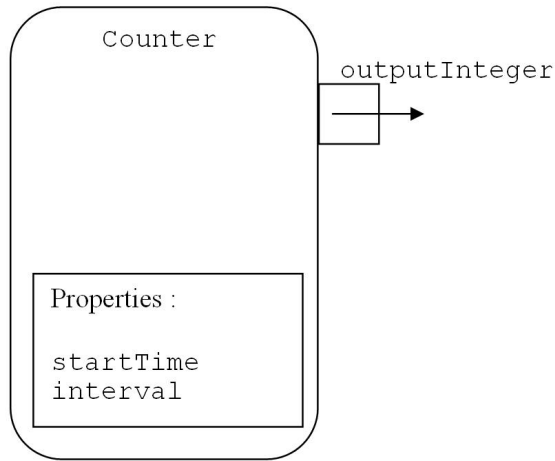 Counter
outputInteger
Properties :
startTime
interval